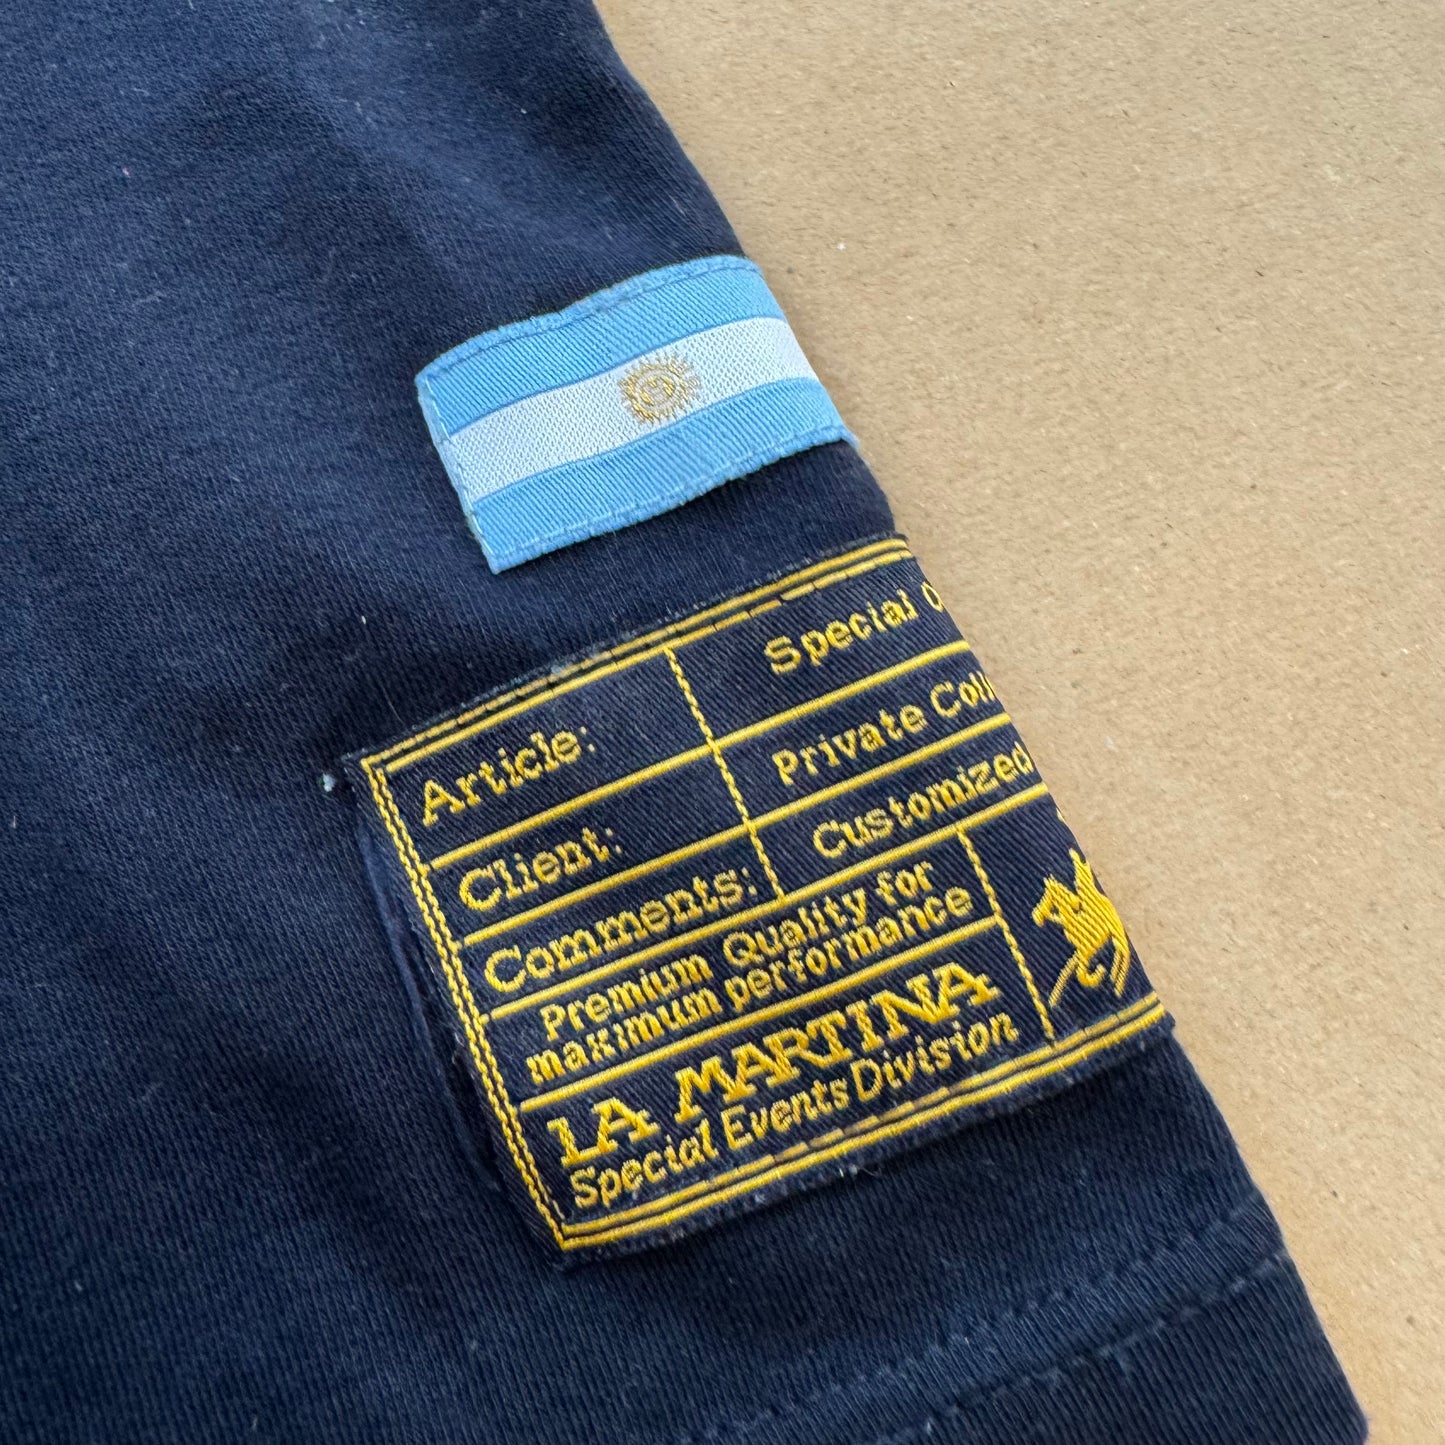 Article: Special
Client: Private
Comments: Customized
Premium Quality for
maximum performance
LA MARTINA
Special Events Division